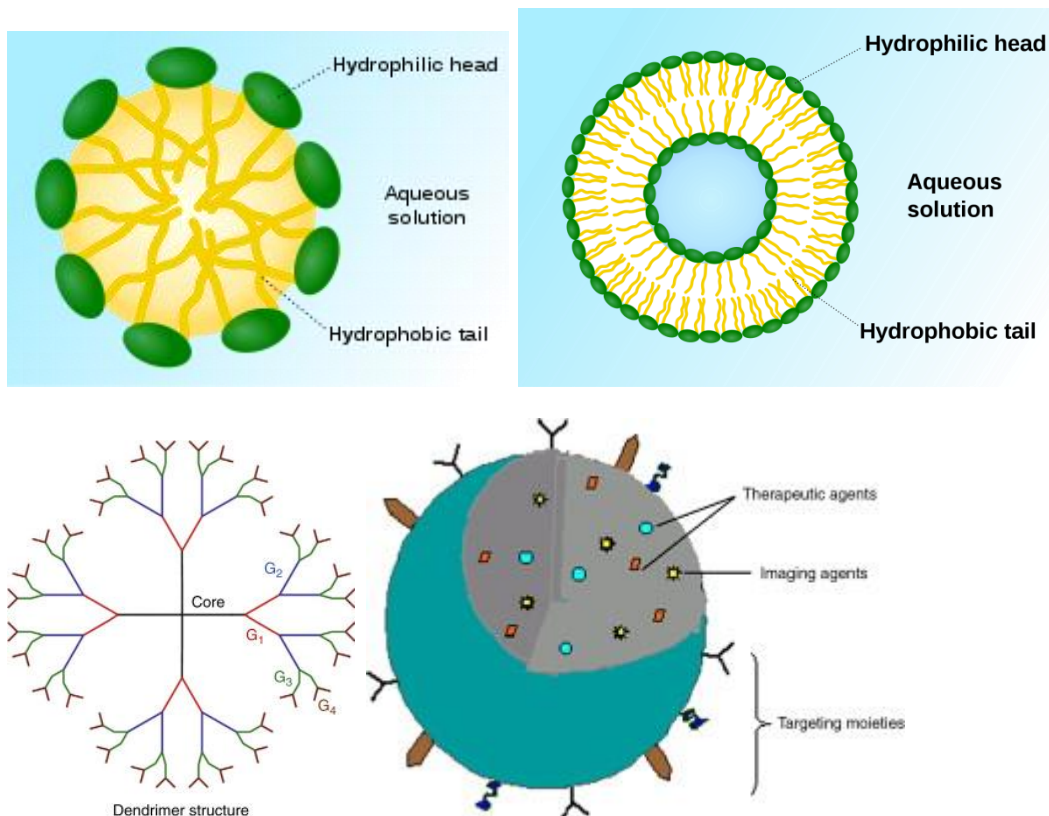 Hydrophilic head
Aqueous
solution
Hydrophobic tail
Hydrophilic head
Aqueous
solution
Hydrophobic tail
G2
Core
G1
G3
G4
Dendrimer structure
Therapeutic agents
Imaging agents
Targeting moieties